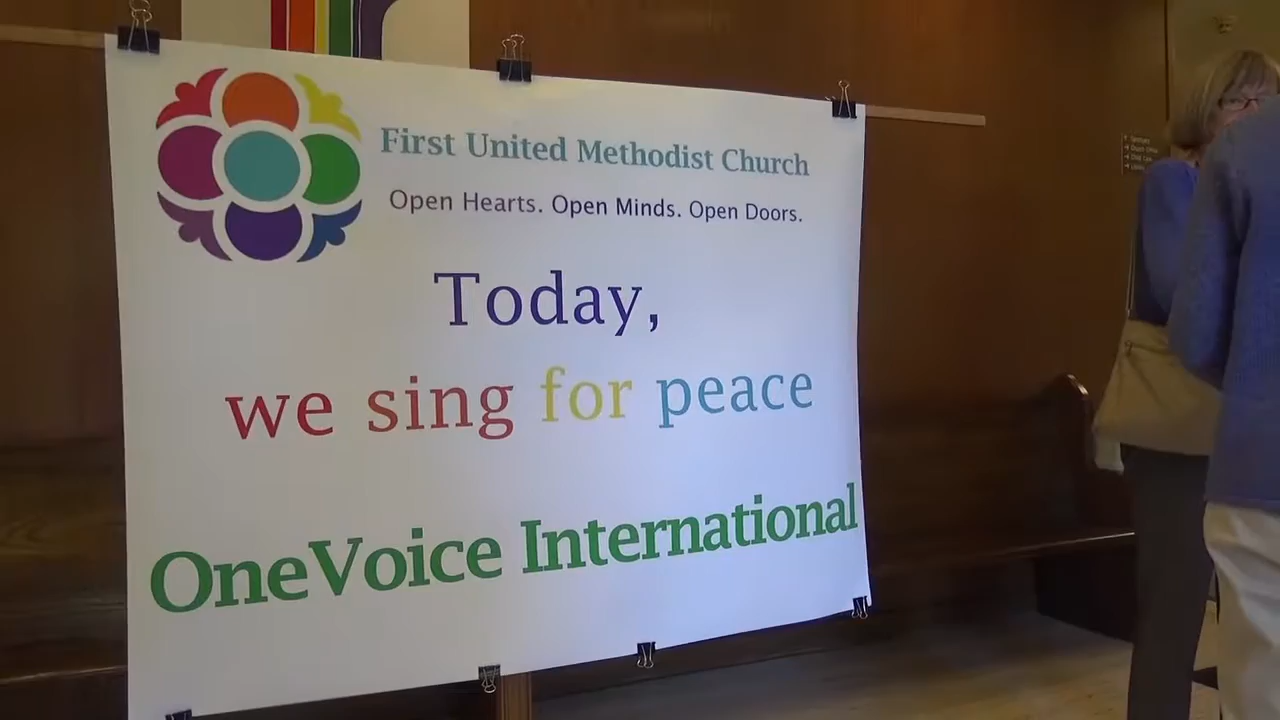 First United Methodist Church
Open Hearts. Open Minds. Open Doors.
Today,
we sing for peace
OneVoice International